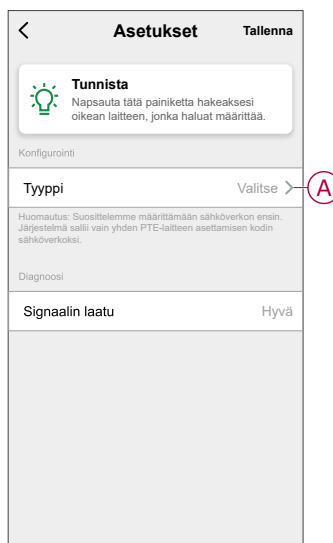 Asetukset Tallenna
Tunnista
Napsauta tätä painiketta hakeaksesi
oikean laitteen, jonka haluat määrittää.
Konfigurointi
Tyyppi Valitse
A
Huomautus: Suosittelemme määrittämään sähköverkon ensin.
Järjestelmä sallii vain yhden PTE-laitteen asettamisen kodin
sähköverkoksi.
Diagnoosi
Signaalin laatu Hyvä